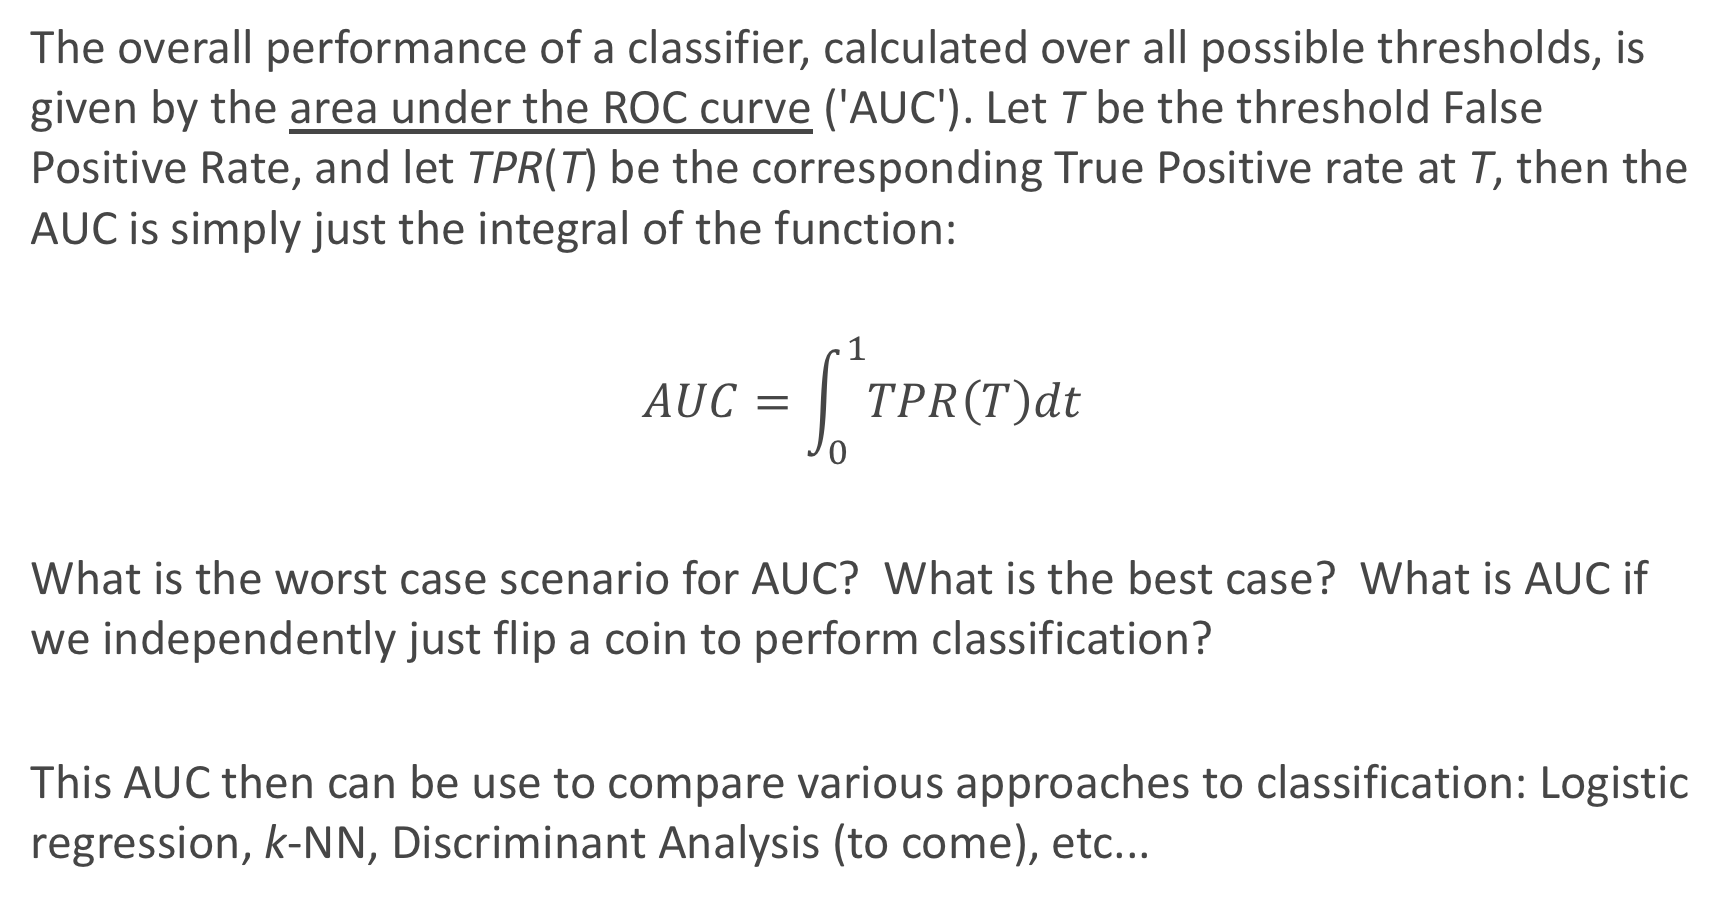 The overall performance of a classifier, calculated over all possible thresholds, is
given by the area under the ROC curve ('AUC'). Let T be the threshold False
Positive Rate, and let TPR(T) be the corresponding True Positive rate at T, then the
AUC is simply just the integral of the function:
AUC = ∫₀¹ TPR(T)dt
What is the worst case scenario for AUC?  What is the best case?  What is AUC if
we independently just flip a coin to perform classification?
This AUC then can be use to compare various approaches to classification: Logistic
regression, k-NN, Discriminant Analysis (to come), etc...